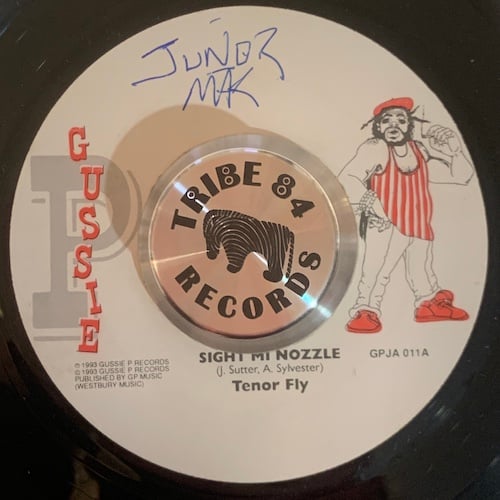 JUNOR
MAK
GUSSIE
P
TRIBE 84
RECORDS
SIGHT MI NOZZLE
GPJA 011A
(J. Sutter, A. Sylvester)
Tenor Fly
℗ 1993 GUSSIE P RECORDS
© 1993 GUSSIE P RECORDS
PUBLISHED BY GP MUSIC
(WESTBURY MUSIC)